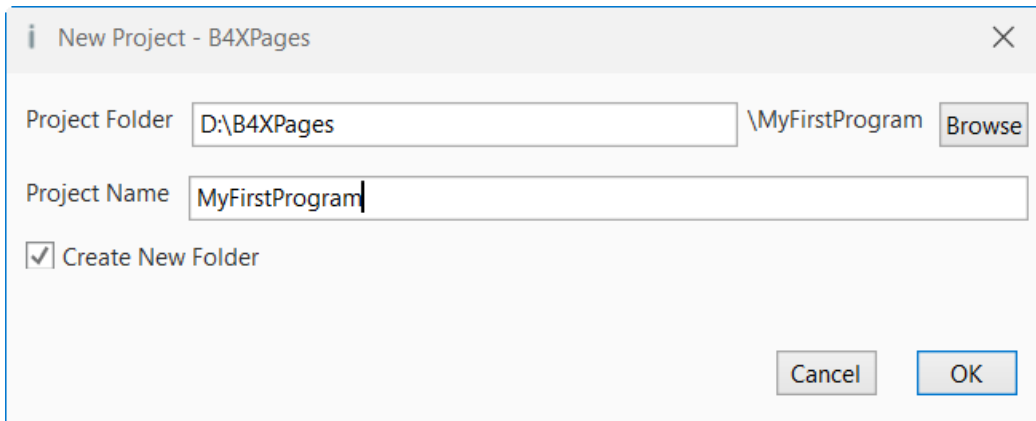 New Project - B4XPages
Project Folder D:\B4XPages \MyFirstProgram Browse
Project Name MyFirstProgram
Create New Folder
Cancel OK